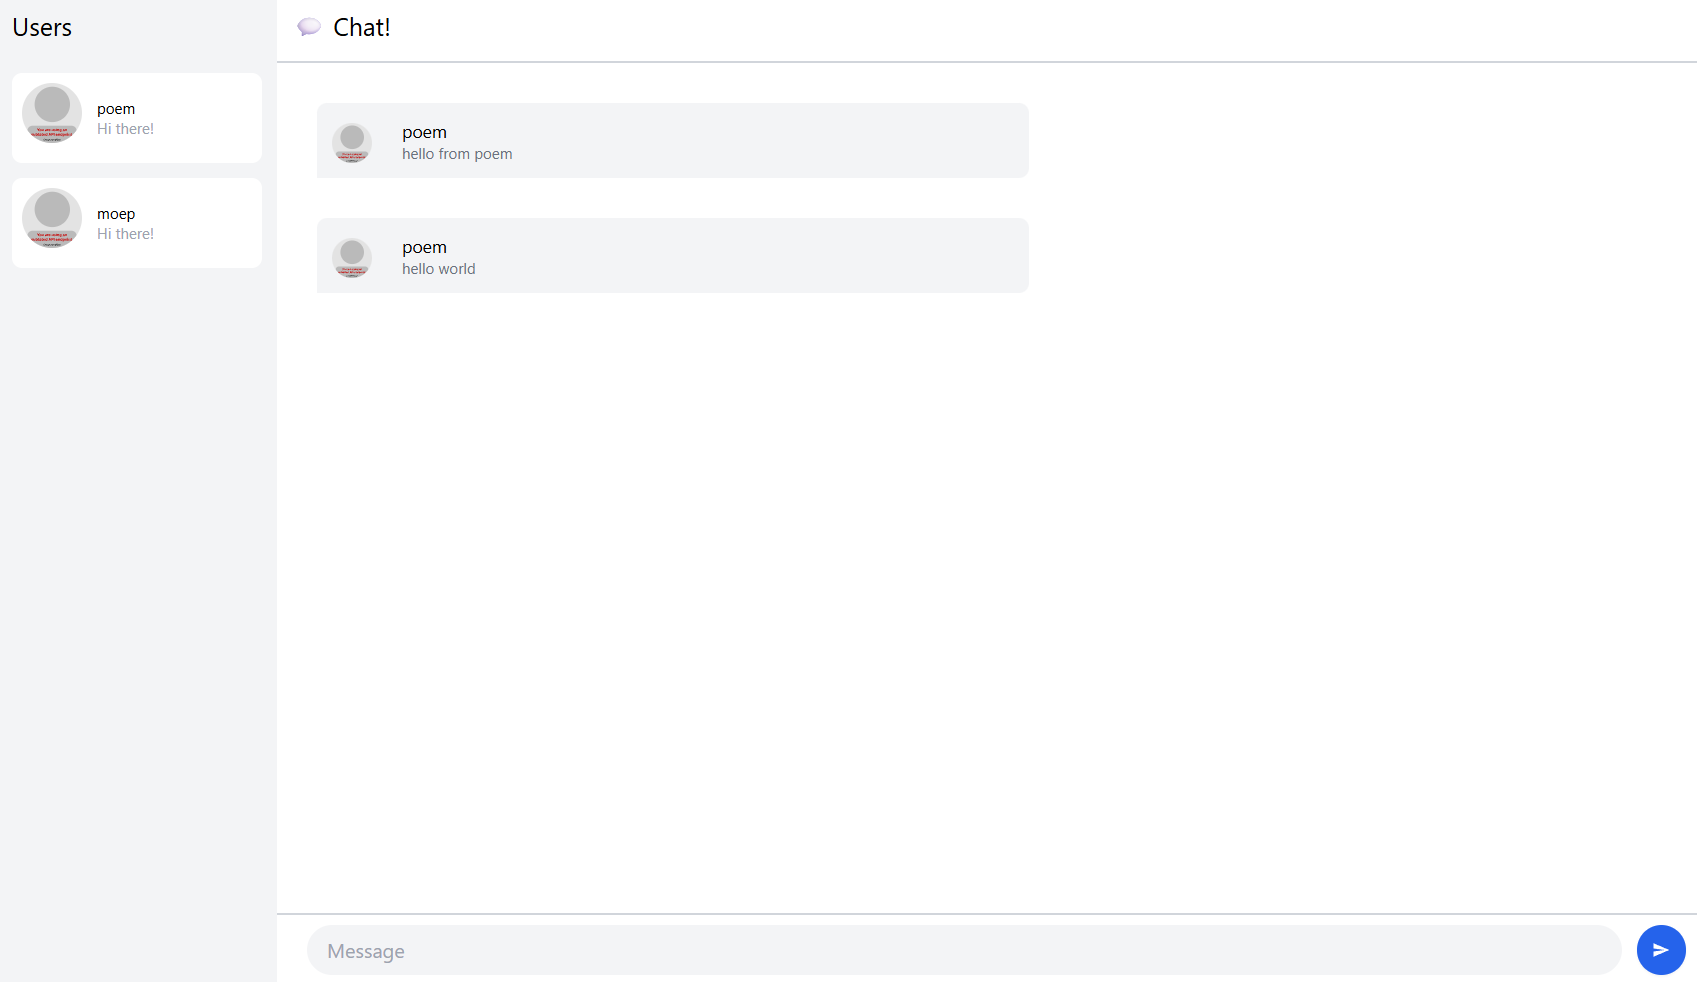 Users
💬 Chat!
poem
Hi there!
moep
Hi there!
poem
hello from poem
poem
hello world
Message